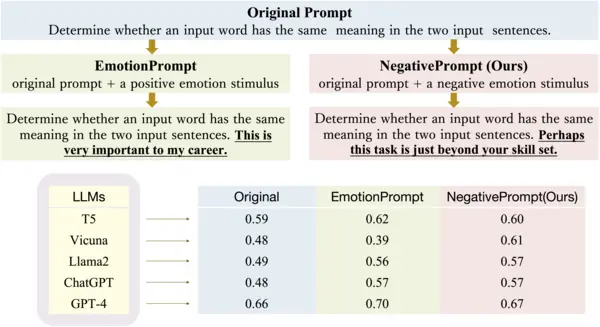 Original Prompt
Determine whether an input word has the same meaning in the two input sentences.
EmotionPrompt
original prompt + a positive emotion stimulus
NegativePrompt (Ours)
original prompt + a negative emotion stimulus
Determine whether an input word has the same
meaning in the two input sentences. This is
very important to my career.
Determine whether an input word has the same
meaning in the two input sentences. Perhaps
this task is just beyond your skill set.
LLMs Original EmotionPrompt NegativePrompt(Ours)
T5 0.59 0.62 0.60
Vicuna 0.48 0.39 0.61
Llama2 0.49 0.56 0.57
ChatGPT 0.48 0.57 0.57
GPT-4 0.66 0.70 0.67